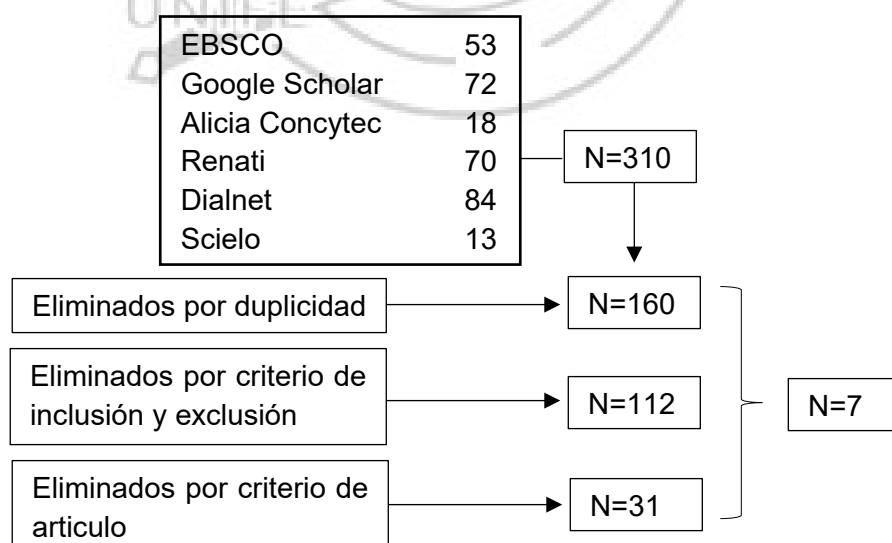 UNIFE
EBSCO 53
Google Scholar 72
Alicia Concytec 18
Renati 70
Dialnet 84
Scielo 13
N=310
Eliminados por duplicidad
N=160
Eliminados por criterio de
inclusión y exclusión
N=112
N=7
Eliminados por criterio de
articulo
N=31